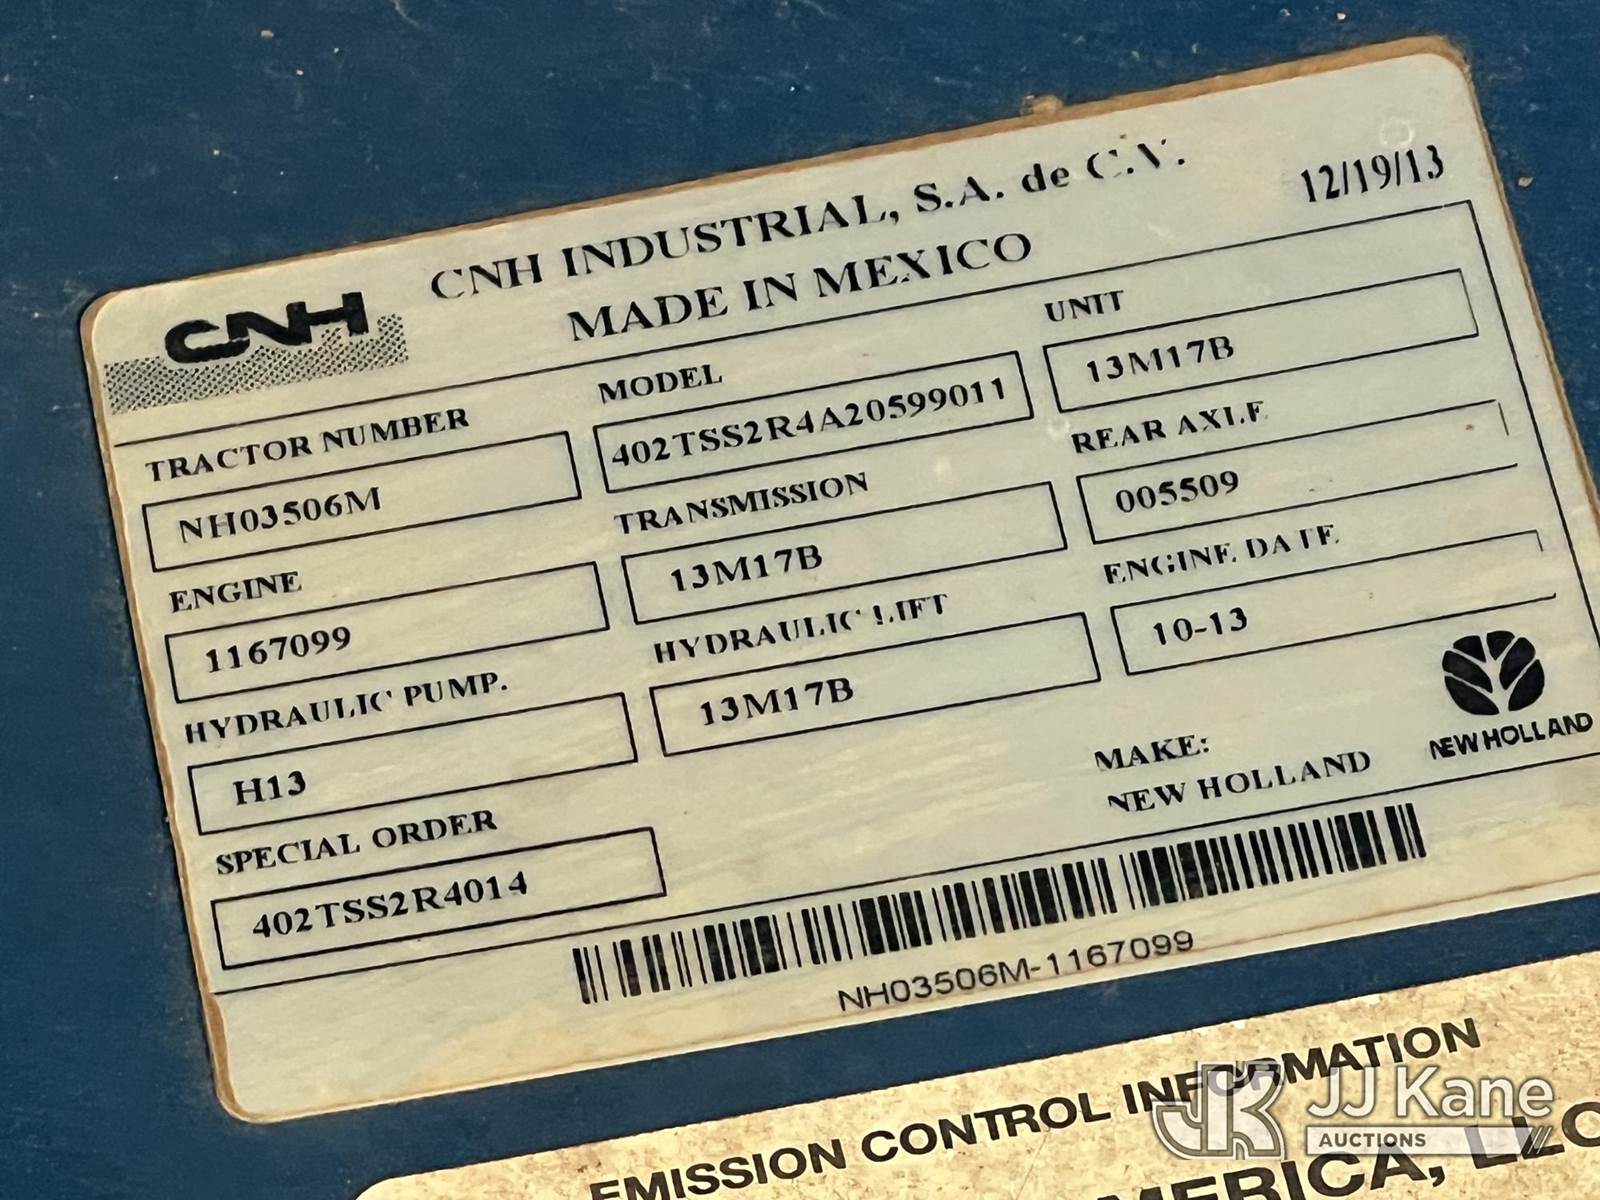 CNH
CNH INDUSTRIAL, S.A. de C.V.
MADE IN MEXICO
12/19/13
TRACTOR NUMBER
NH03506M
MODEL
402TSS2R4A20599011
UNIT
13M17B
ENGINE
1167099
TRANSMISSION
13M17B
REAR AXLE
005509
HYDRAULIC PUMP.
H13
HYDRAULIC LIFT
13M17B
ENGINE DATE
10-13
SPECIAL ORDER
402TSS2R4014
MAKE:
NEW HOLLAND
NEW HOLLAND
NH03506M-1167099
EMISSION CONTROL INFORMATION
MERICA, LLC
JJ Kane
AUCTIONS